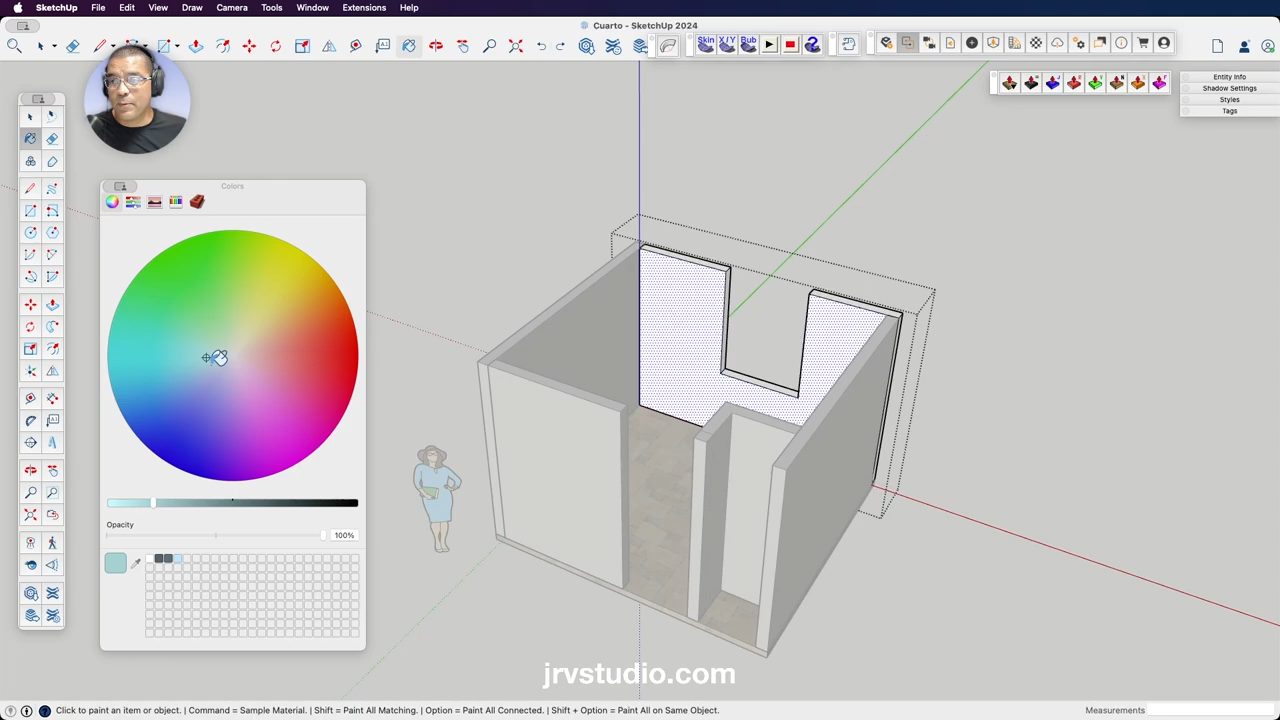 SketchUp File Edit View Draw Camera Tools Window Extensions Help
Cuarto - SketchUp 2024
Skin X/Y Bub
Entity Info
Shadow Settings
Styles
Tags
Colors
Opacity
100%
jrvstudio.com
Click to paint an item or object. | Command = Sample Material. | Shift = Paint All Matching. | Option = Paint All Connected. | Shift + Option = Paint All on Same Object.
Measurements